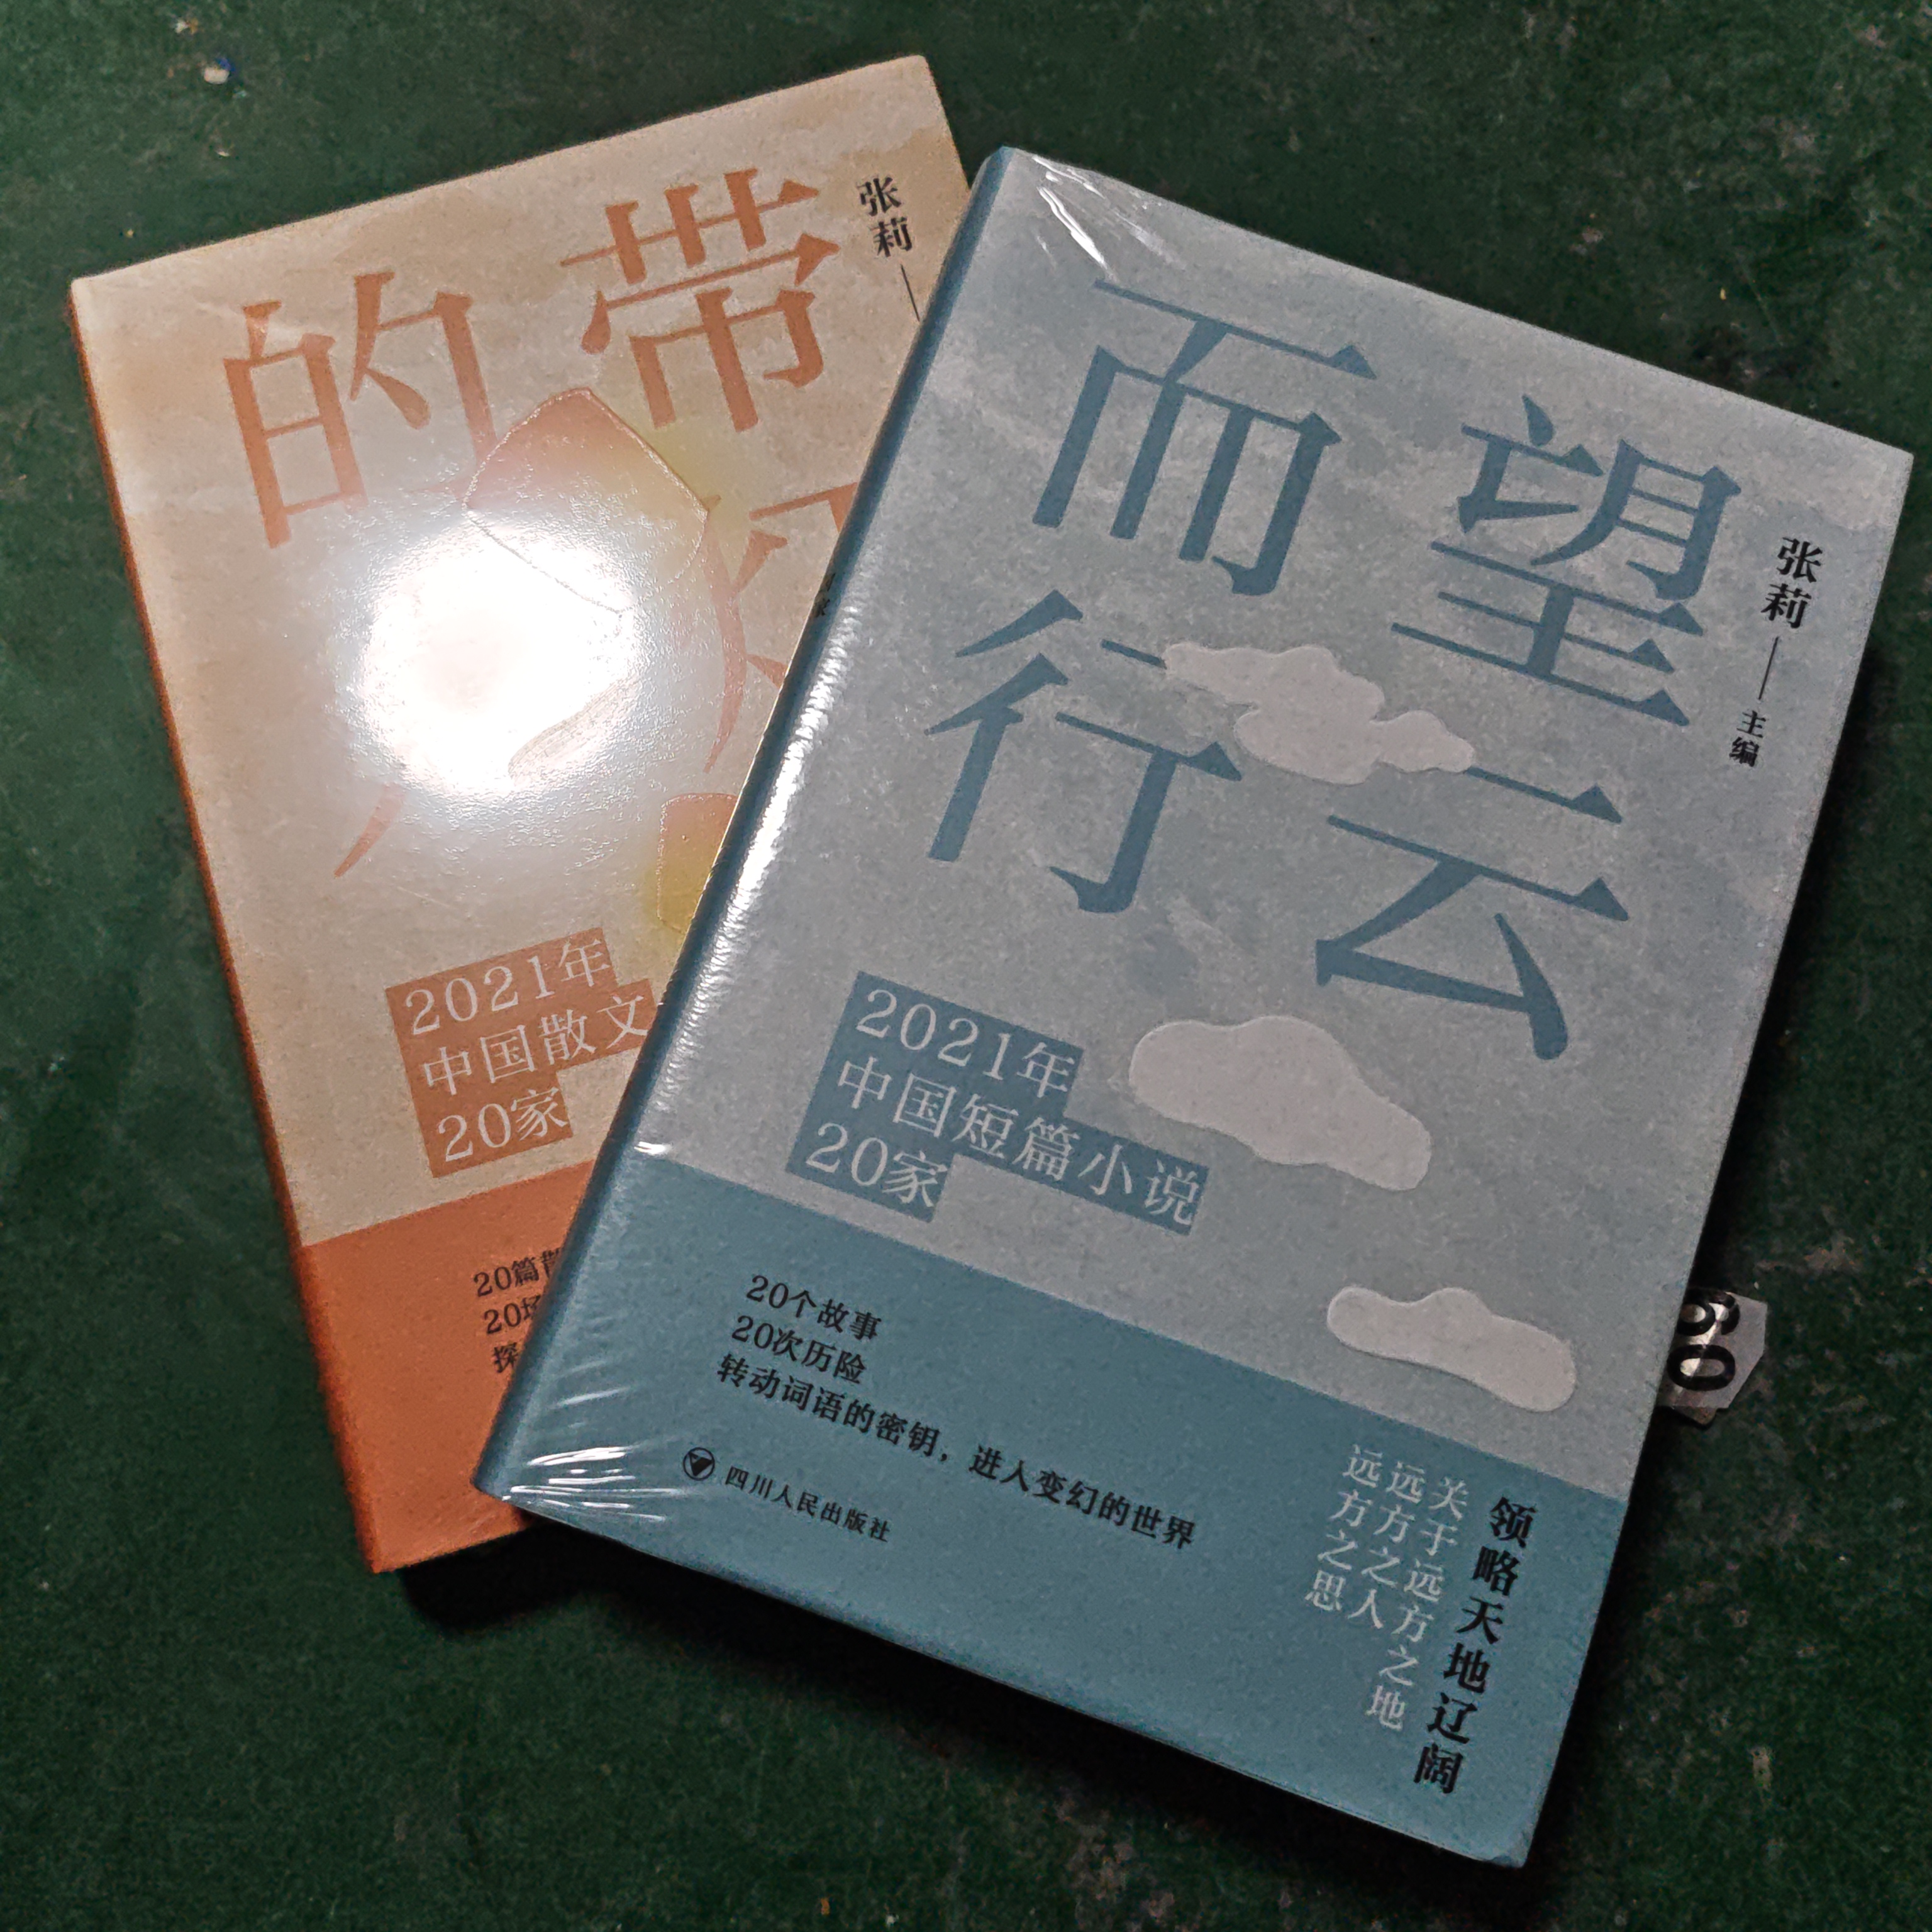 带
的
张莉
2021年
中国散文
20家
20篇散
20场
探
望云
而行
张莉
主编
2021年
中国短篇小说
20家
20个故事
20次历险
转动词语的密钥，进入变幻的世界
四川人民出版社
领略天地辽阔
关于远方之地
远方之人
远方之思
60